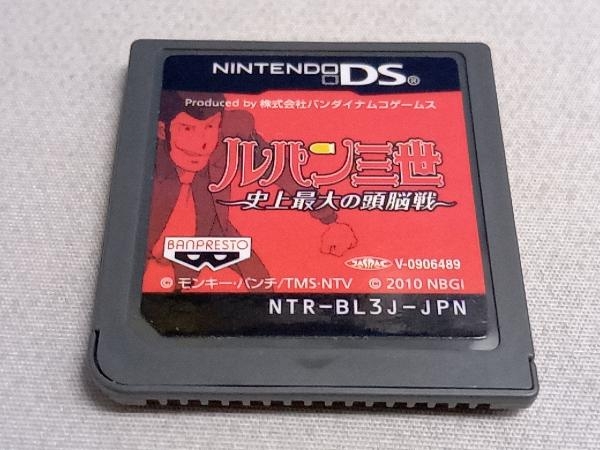 NINTENDO DS®
Produced by 株式会社バンダイナムコゲームス
ルパン三世
〜史上最大の頭脳戦〜
BANPRESTO
JASRAC V-0906489
© モンキー・パンチ/TMS・NTV © 2010 NBGI
NTR-BL3J-JPN